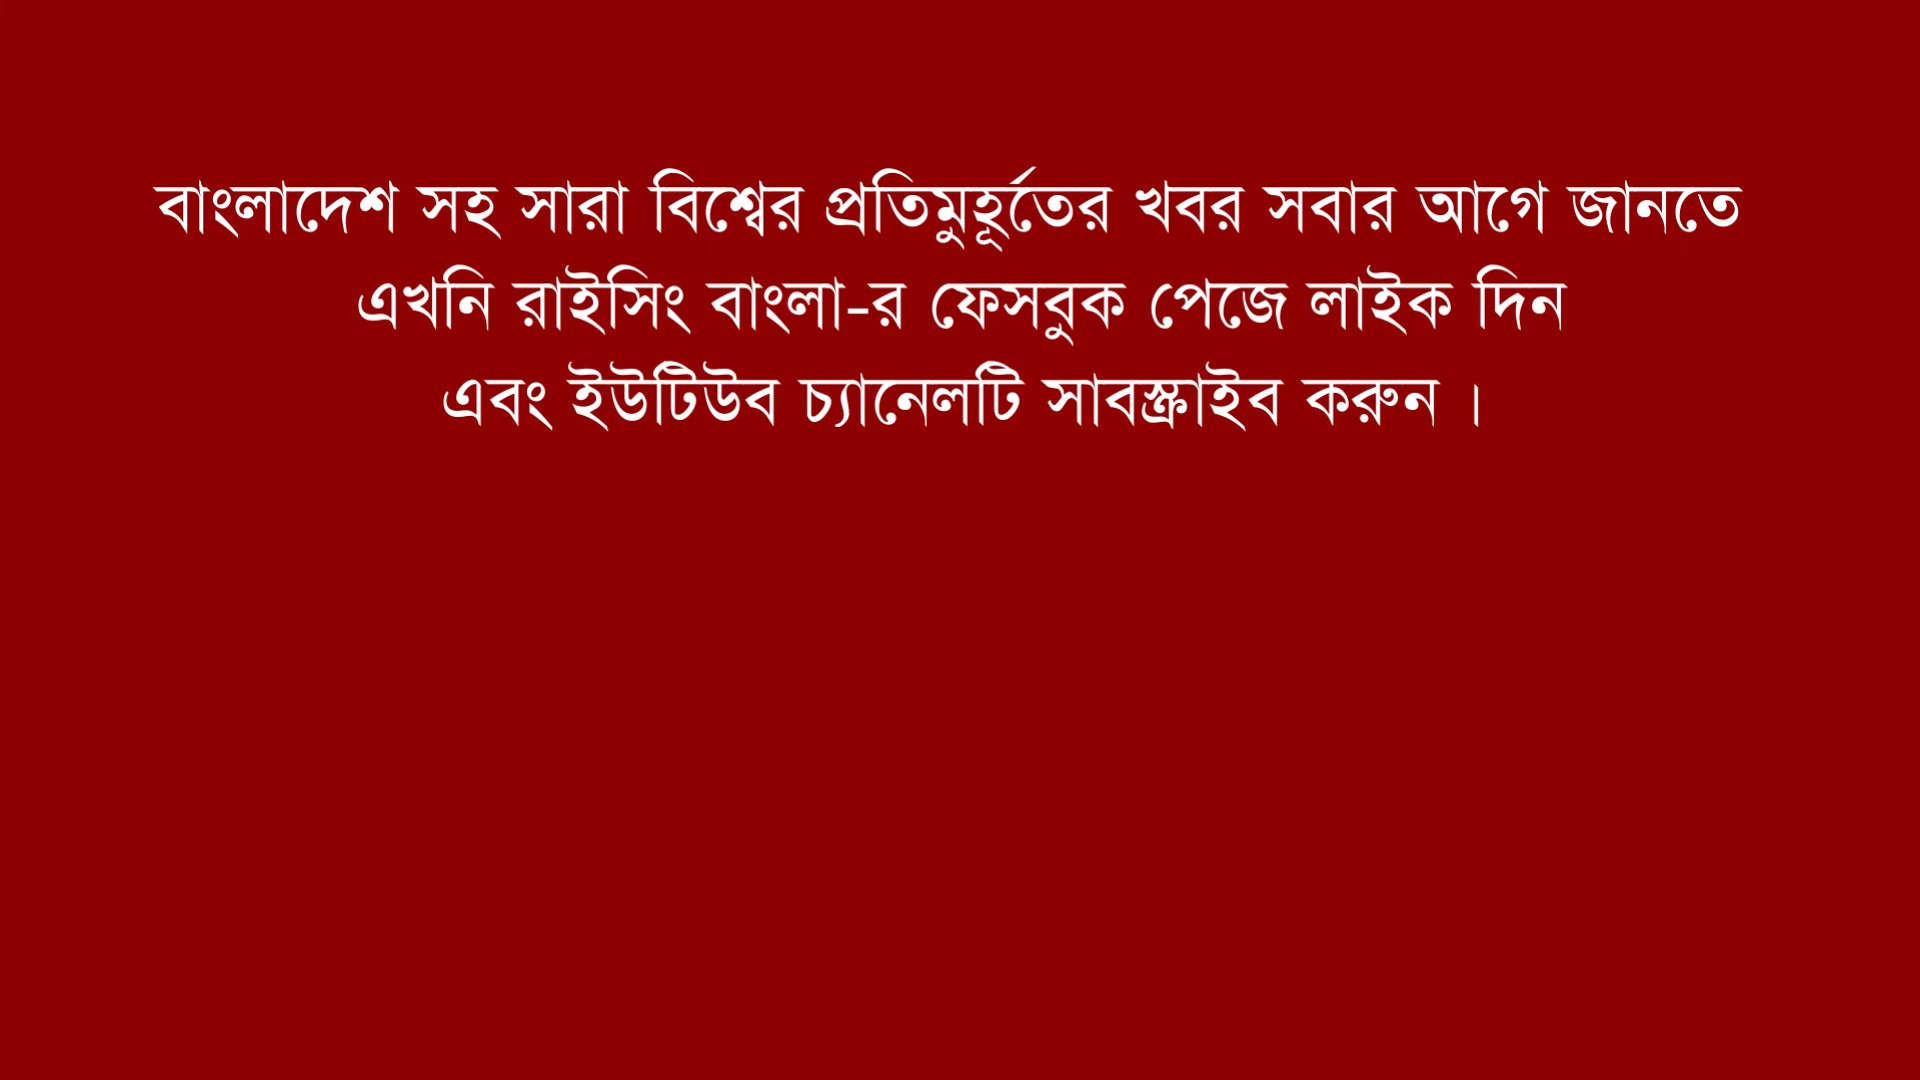 বাংলাদেশ সহ সারা বিশ্বের প্রতিমুহূর্তের খবর সবার আগে জানতে
এখনি রাইসিং বাংলা-র ফেসবুক পেজে লাইক দিন
এবং ইউটিউব চ্যানেলটি সাবস্ক্রাইব করুন ।